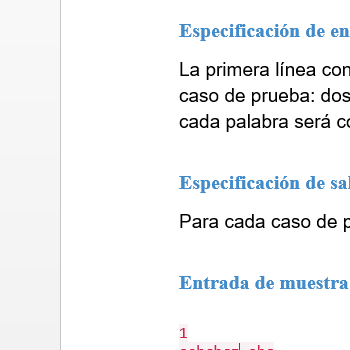 Especificación de en
La primera línea con
caso de prueba: dos
cada palabra será co
Especificación de sal
Para cada caso de p
Entrada de muestra
1